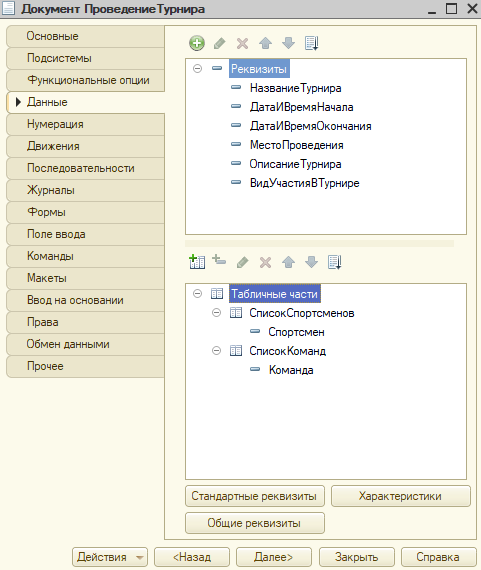 Документ ПроведениеТурнира
Основные
Подсистемы
Функциональные опции
Данные
Нумерация
Движения
Последовательности
Журналы
Формы
Поле ввода
Команды
Макеты
Ввод на основании
Права
Обмен данными
Прочее
Реквизиты
НазваниеТурнира
ДатаИВремяНачала
ДатаИВремяОкончания
МестоПроведения
ОписаниеТурнира
ВидУчастияВТурнире
Табличные части
СписокСпортсменов
Спортсмен
СписокКоманд
Команда
Стандартные реквизиты
Характеристики
Общие реквизиты
Действия
<Назад
Далее>
Закрыть
Справка